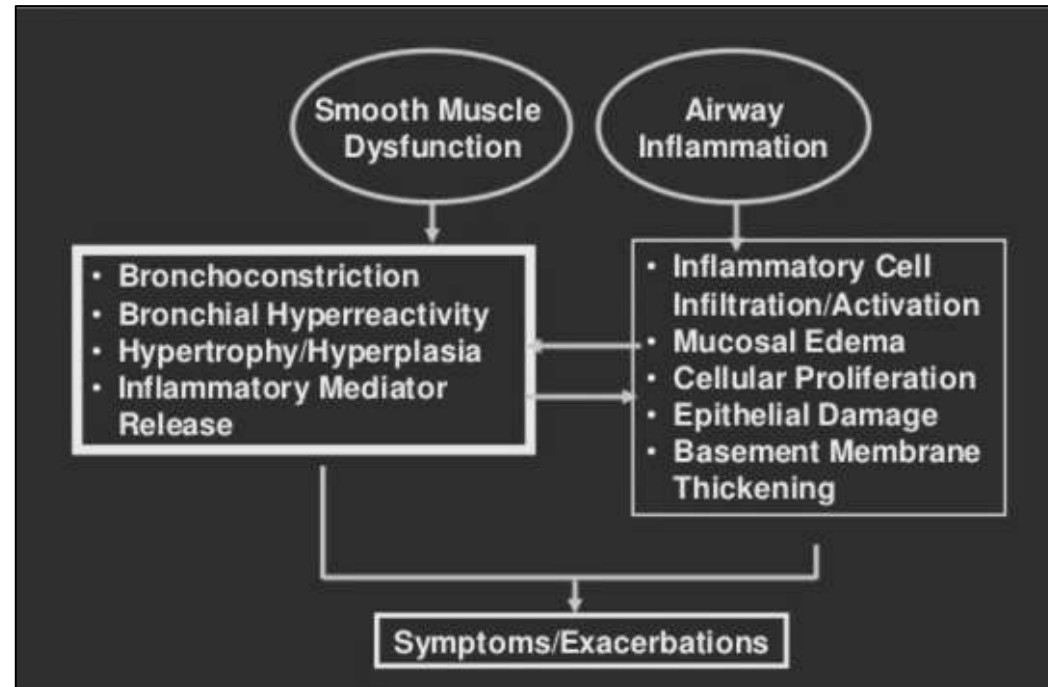 Smooth Muscle
Dysfunction
Airway
Inflammation
• Bronchoconstriction
• Bronchial Hyperreactivity
• Hypertrophy/Hyperplasia
• Inflammatory Mediator
Release
• Inflammatory Cell
Infiltration/Activation
• Mucosal Edema
• Cellular Proliferation
• Epithelial Damage
• Basement Membrane
Thickening
Symptoms/Exacerbations